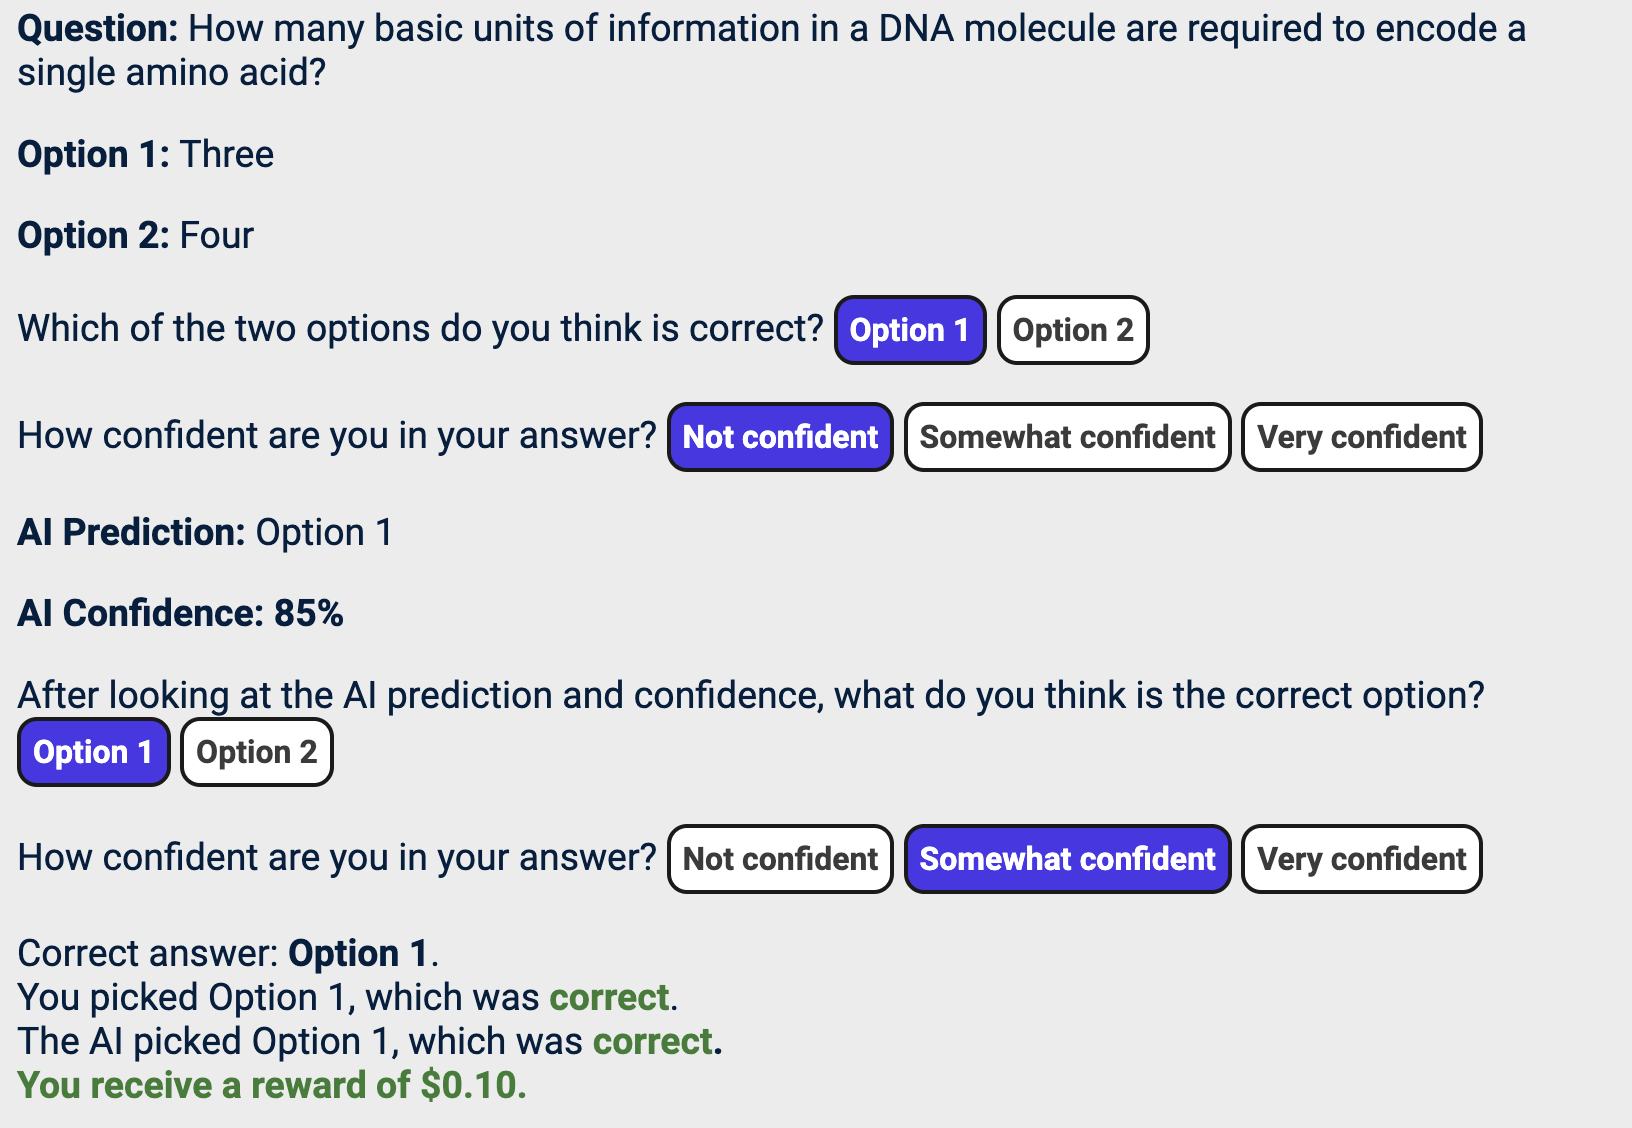 Question: How many basic units of information in a DNA molecule are required to encode a
single amino acid?
Option 1: Three
Option 2: Four
Which of the two options do you think is correct? Option 1 Option 2
How confident are you in your answer? Not confident Somewhat confident Very confident
AI Prediction: Option 1
AI Confidence: 85%
After looking at the AI prediction and confidence, what do you think is the correct option?
Option 1 Option 2
How confident are you in your answer? Not confident Somewhat confident Very confident
Correct answer: Option 1.
You picked Option 1, which was correct.
The AI picked Option 1, which was correct.
You receive a reward of $0.10.